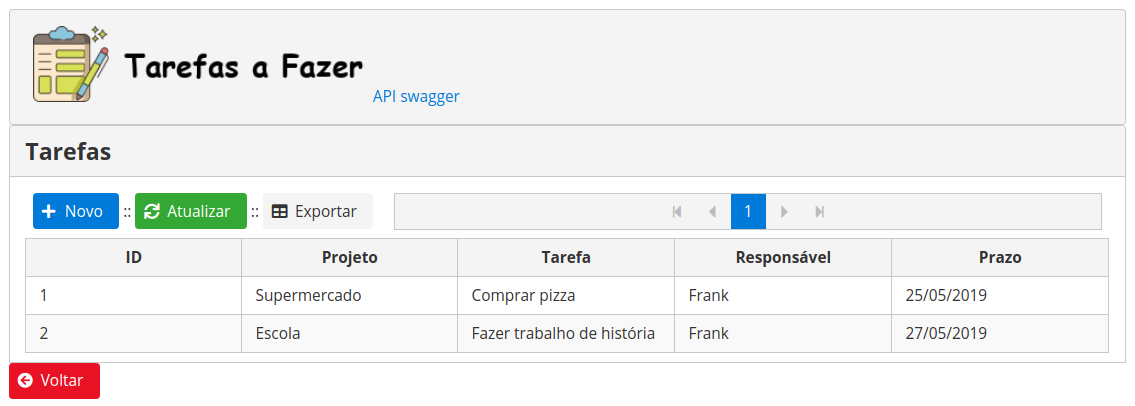 Tarefas a Fazer
API swagger
Tarefas
Novo :: Atualizar :: Exportar 1
ID Projeto Tarefa Responsável Prazo
1 Supermercado Comprar pizza Frank 25/05/2019
2 Escola Fazer trabalho de história Frank 27/05/2019
Voltar